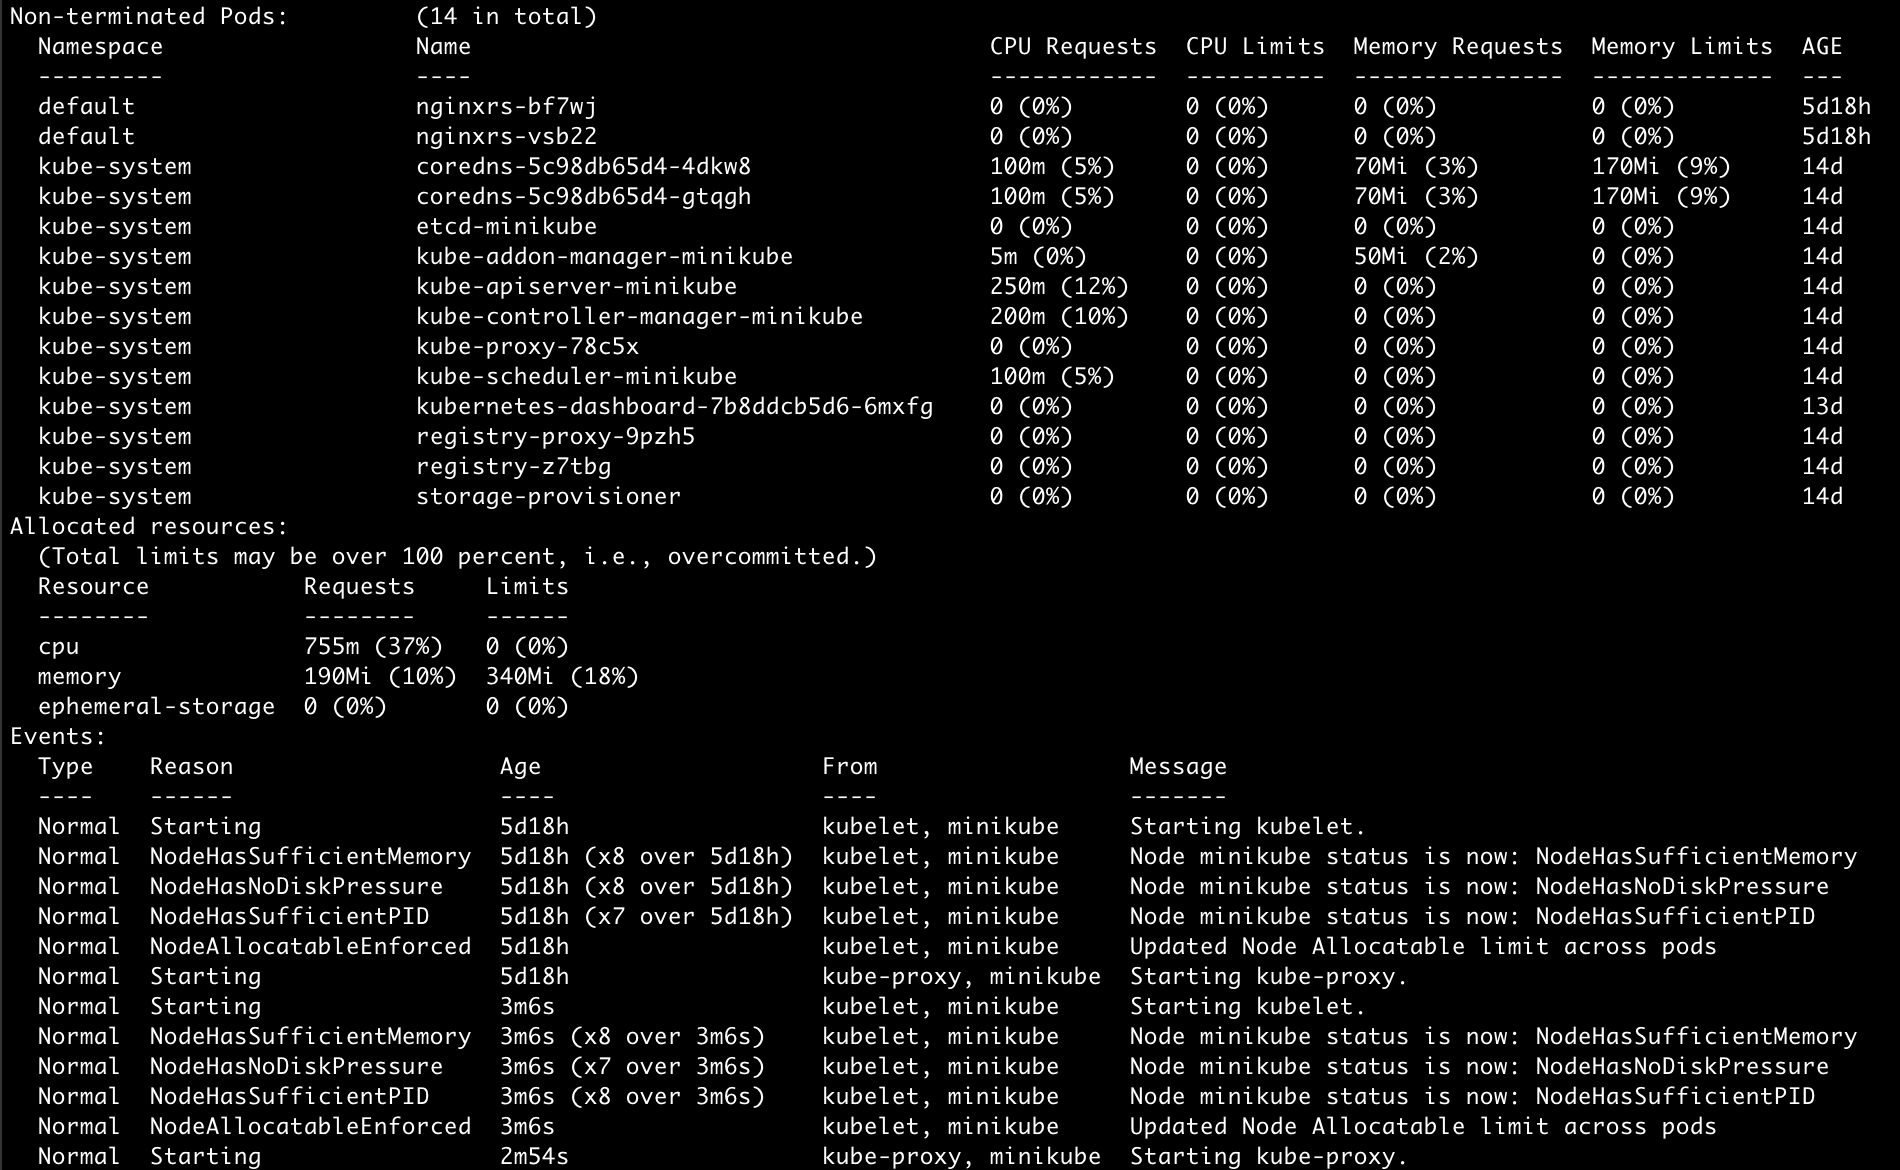 Non-terminated Pods:         (14 in total)
  Namespace                  Name                                     CPU Requests  CPU Limits  Memory Requests  Memory Limits  AGE
  ---------                  ----                                     ------------  ----------  ---------------  -------------  ---
  default                    nginxrs-bf7wj                            0 (0%)        0 (0%)      0 (0%)           0 (0%)         5d18h
  default                    nginxrs-vsb22                            0 (0%)        0 (0%)      0 (0%)           0 (0%)         5d18h
  kube-system                coredns-5c98db65d4-4dkw8                 100m (5%)     0 (0%)      70Mi (3%)        170Mi (9%)     14d
  kube-system                coredns-5c98db65d4-gtqgh                 100m (5%)     0 (0%)      70Mi (3%)        170Mi (9%)     14d
  kube-system                etcd-minikube                            0 (0%)        0 (0%)      0 (0%)           0 (0%)         14d
  kube-system                kube-addon-manager-minikube              5m (0%)       0 (0%)      50Mi (2%)        0 (0%)         14d
  kube-system                kube-apiserver-minikube                  250m (12%)    0 (0%)      0 (0%)           0 (0%)         14d
  kube-system                kube-controller-manager-minikube         200m (10%)    0 (0%)      0 (0%)           0 (0%)         14d
  kube-system                kube-proxy-78c5x                         0 (0%)        0 (0%)      0 (0%)           0 (0%)         14d
  kube-system                kube-scheduler-minikube                  100m (5%)     0 (0%)      0 (0%)           0 (0%)         14d
  kube-system                kubernetes-dashboard-7b8ddcb5d6-6mxfg    0 (0%)        0 (0%)      0 (0%)           0 (0%)         13d
  kube-system                registry-proxy-9pzh5                     0 (0%)        0 (0%)      0 (0%)           0 (0%)         14d
  kube-system                registry-z7tbg                           0 (0%)        0 (0%)      0 (0%)           0 (0%)         14d
  kube-system                storage-provisioner                      0 (0%)        0 (0%)      0 (0%)           0 (0%)         14d
Allocated resources:
  (Total limits may be over 100 percent, i.e., overcommitted.)
  Resource           Requests     Limits
  --------           --------     ------
  cpu                755m (37%)   0 (0%)
  memory             190Mi (10%)  340Mi (18%)
  ephemeral-storage  0 (0%)       0 (0%)
Events:
  Type    Reason                   Age                    From                  Message
  ----    ------                   ----                   ----                  -------
  Normal  Starting                 5d18h                  kubelet, minikube     Starting kubelet.
  Normal  NodeHasSufficientMemory  5d18h (x8 over 5d18h)  kubelet, minikube     Node minikube status is now: NodeHasSufficientMemory
  Normal  NodeHasNoDiskPressure    5d18h (x8 over 5d18h)  kubelet, minikube     Node minikube status is now: NodeHasNoDiskPressure
  Normal  NodeHasSufficientPID     5d18h (x7 over 5d18h)  kubelet, minikube     Node minikube status is now: NodeHasSufficientPID
  Normal  NodeAllocatableEnforced  5d18h                  kubelet, minikube     Updated Node Allocatable limit across pods
  Normal  Starting                 5d18h                  kube-proxy, minikube  Starting kube-proxy.
  Normal  Starting                 3m6s                   kubelet, minikube     Starting kubelet.
  Normal  NodeHasSufficientMemory  3m6s (x8 over 3m6s)    kubelet, minikube     Node minikube status is now: NodeHasSufficientMemory
  Normal  NodeHasNoDiskPressure    3m6s (x7 over 3m6s)    kubelet, minikube     Node minikube status is now: NodeHasNoDiskPressure
  Normal  NodeHasSufficientPID     3m6s (x8 over 3m6s)    kubelet, minikube     Node minikube status is now: NodeHasSufficientPID
  Normal  NodeAllocatableEnforced  3m6s                   kubelet, minikube     Updated Node Allocatable limit across pods
  Normal  Starting                 2m54s                  kube-proxy, minikube  Starting kube-proxy.